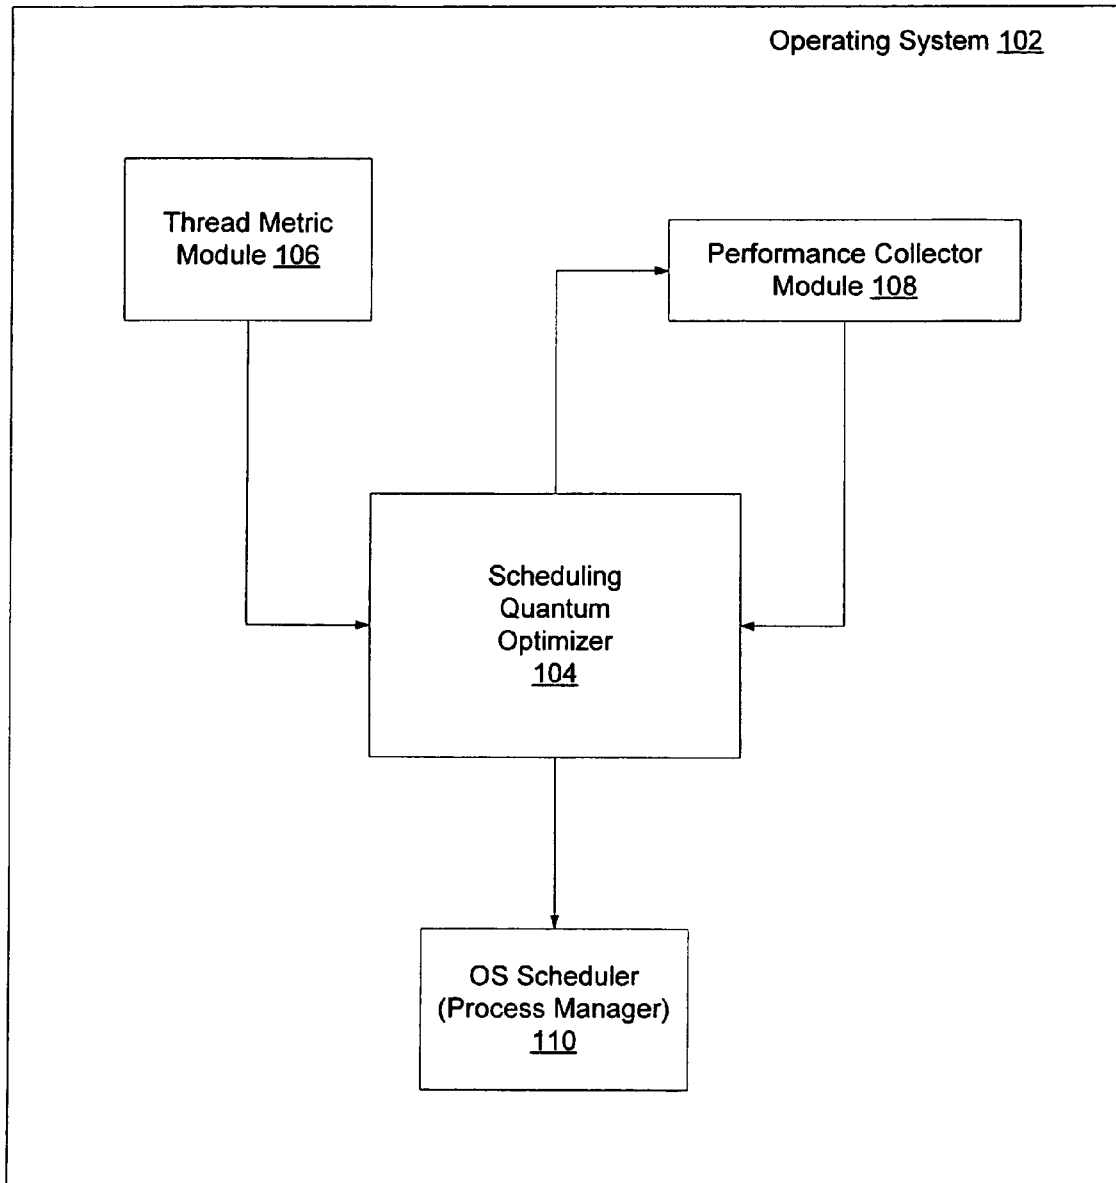 Operating System 102
Thread Metric
Module 106
Performance Collector
Module 108
Scheduling
Quantum
Optimizer
104
OS Scheduler
(Process Manager)
110